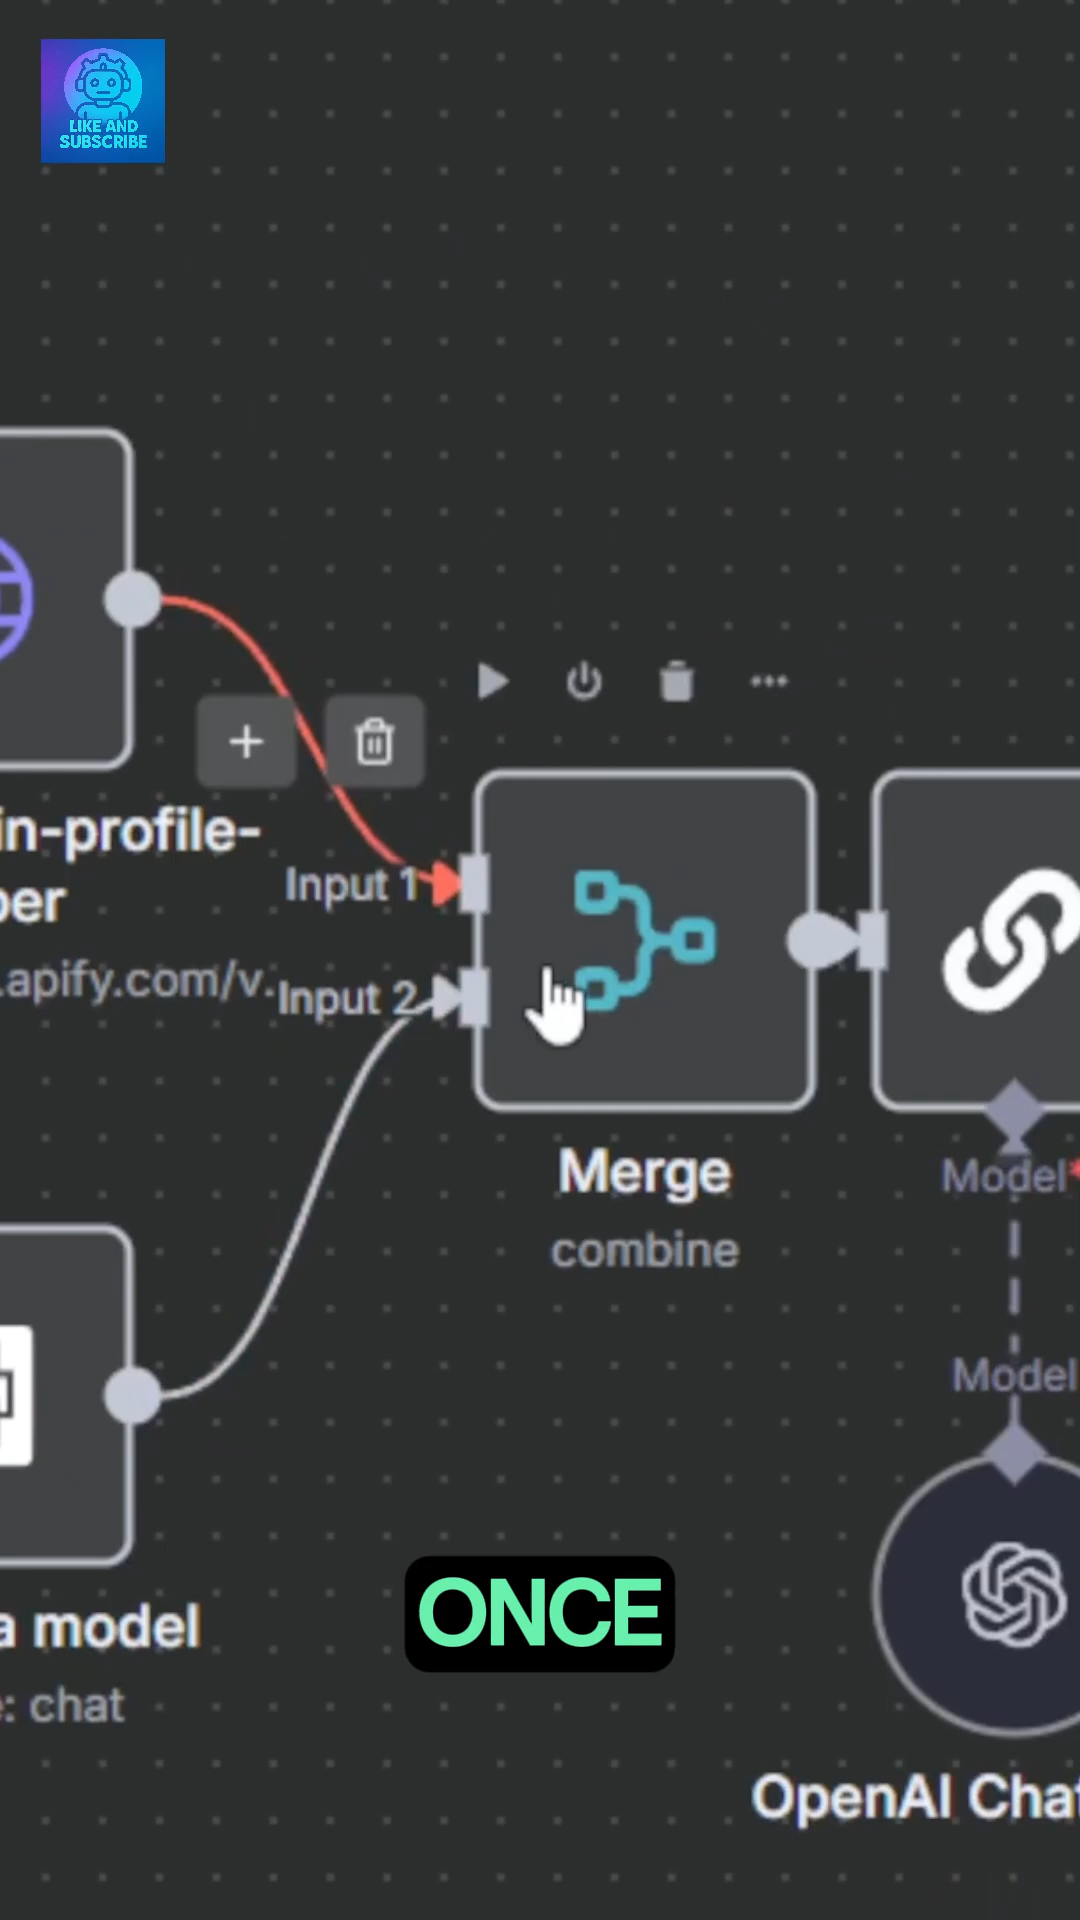 LIKE AND
SUBSCRIBE
in-profile-
per
.apify.com/v.
Input 1
Input 2
Merge
combine
Model*
Model
a model
e: chat
ONCE
OpenAI Chat